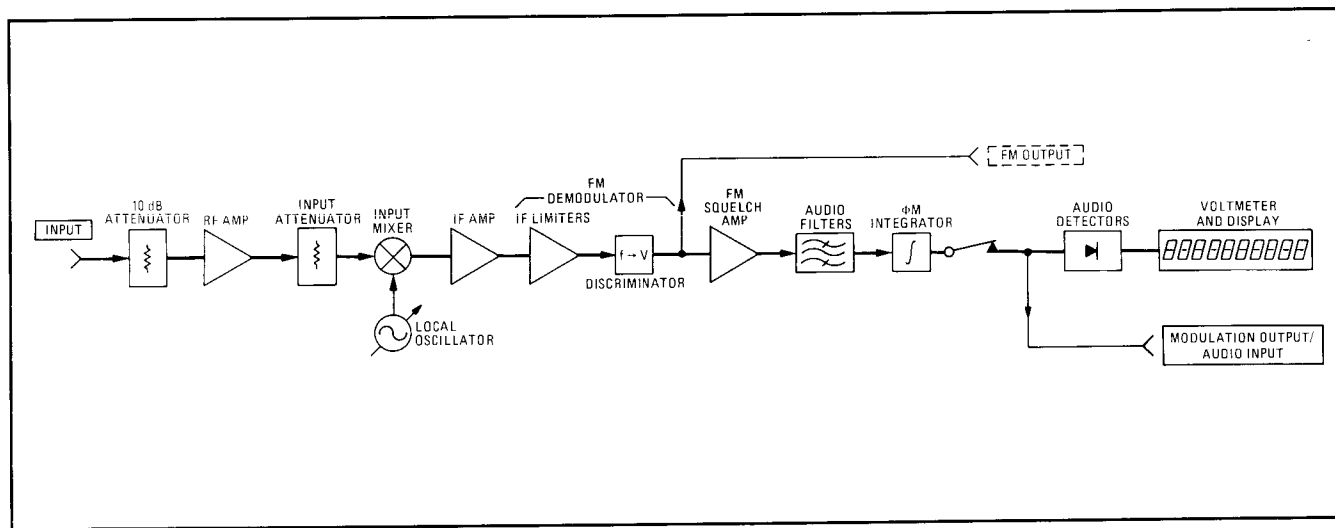 INPUT
10 dB
ATTENUATOR
RF AMP
INPUT
ATTENUATOR
INPUT
MIXER
LOCAL
OSCILLATOR
IF AMP
FM
DEMODULATOR
IF LIMITERS
f → V
DISCRIMINATOR
FM OUTPUT
FM
SQUELCH
AMP
AUDIO
FILTERS
ΦM
INTEGRATOR
∫
AUDIO
DETECTORS
VOLTMETER
AND DISPLAY
8888888888
MODULATION OUTPUT/
AUDIO INPUT